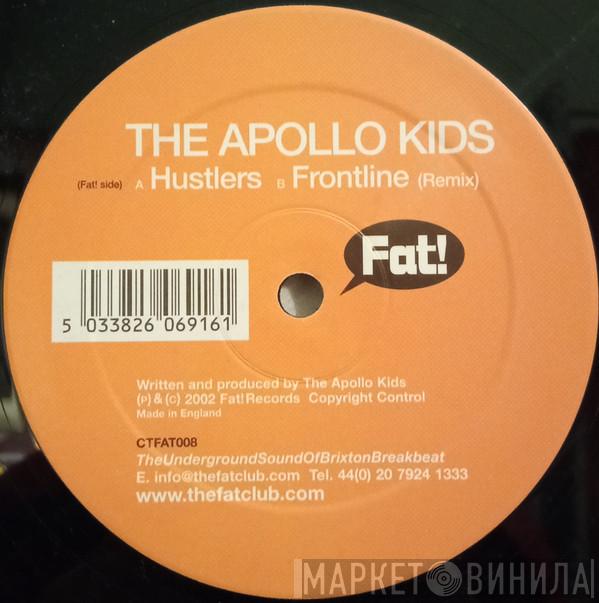 THE APOLLO KIDS
(Fat! side) A Hustlers B Frontline (Remix)
Fat!
5 033826 069161
Written and produced by The Apollo Kids
(P) & (C) 2002 Fat! Records Copyright Control
Made in England
CTFAT008
TheUndergroundSoundOfBrixtonBreakbeat
E. info@thefatclub.com Tel. 44(0) 20 7924 1333
www.thefatclub.com
МАРКЕТ ВИНИЛА